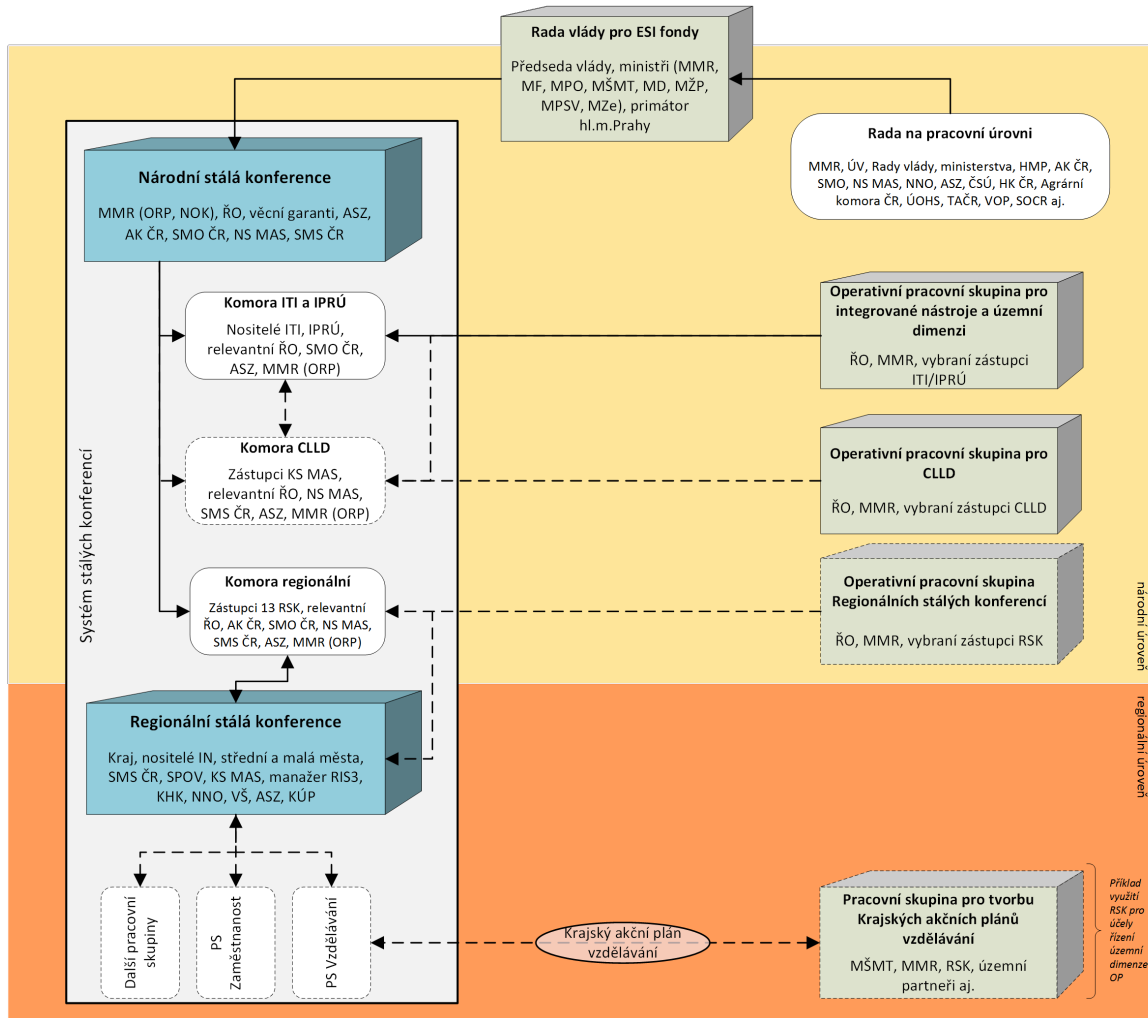 Rada vlády pro ESI fondy
Předseda vlády, ministři (MMR,
MF, MPO, MŠMT, MD, MŽP,
MPSV, MZe), primátor
hl.m.Prahy
Rada na pracovní úrovni
MMR, ÚV, Rady vlády, ministerstva, HMP, AK ČR,
SMO, NS MAS, NNO, ASZ, ČSÚ, HK ČR, Agrární
komora ČR, ÚOHS, TAČR, VOP, SOCR aj.
Systém stálých konferencí
Národní stálá konference
MMR (ORP, NOK), ŘO, věcní garanti, ASZ,
AK ČR, SMO ČR, NS MAS, SMS ČR
Komora ITI a IPRÚ
Nositelé ITI, IPRÚ,
relevantní ŘO, SMO ČR,
ASZ, MMR (ORP)
Operativní pracovní skupina pro
integrované nástroje a územní
dimenzi
ŘO, MMR, vybraní zástupci
ITI/IPRÚ
Komora CLLD
Zástupci KS MAS,
relevantní ŘO, NS MAS,
SMS ČR, ASZ, MMR (ORP)
Operativní pracovní skupina pro
CLLD
ŘO, MMR, vybraní zástupci CLLD
Komora regionální
Zástupci 13 RSK, relevantní
ŘO, AK ČR, SMO ČR, NS MAS,
SMS ČR, ASZ, MMR (ORP)
Operativní pracovní skupina
Regionálních stálých konferencí
ŘO, MMR, vybraní zástupci RSK
národní úroveň
regionální úroveň
Regionální stálá konference
Kraj, nositelé IN, střední a malá města,
SMS ČR, SPOV, KS MAS, manažer RIS3,
KHK, NNO, VŠ, ASZ, KÚP
Další pracovní
skupiny
PS
Zaměstnanost
PS Vzdělávání
Krajský akční plán
vzdělávání
Pracovní skupina pro tvorbu
Krajských akčních plánů
vzdělávání
MŠMT, MMR, RSK, územní
partneři aj.
Příklad
využití
RSK pro
účely
řízení
územní
dimenze
OP